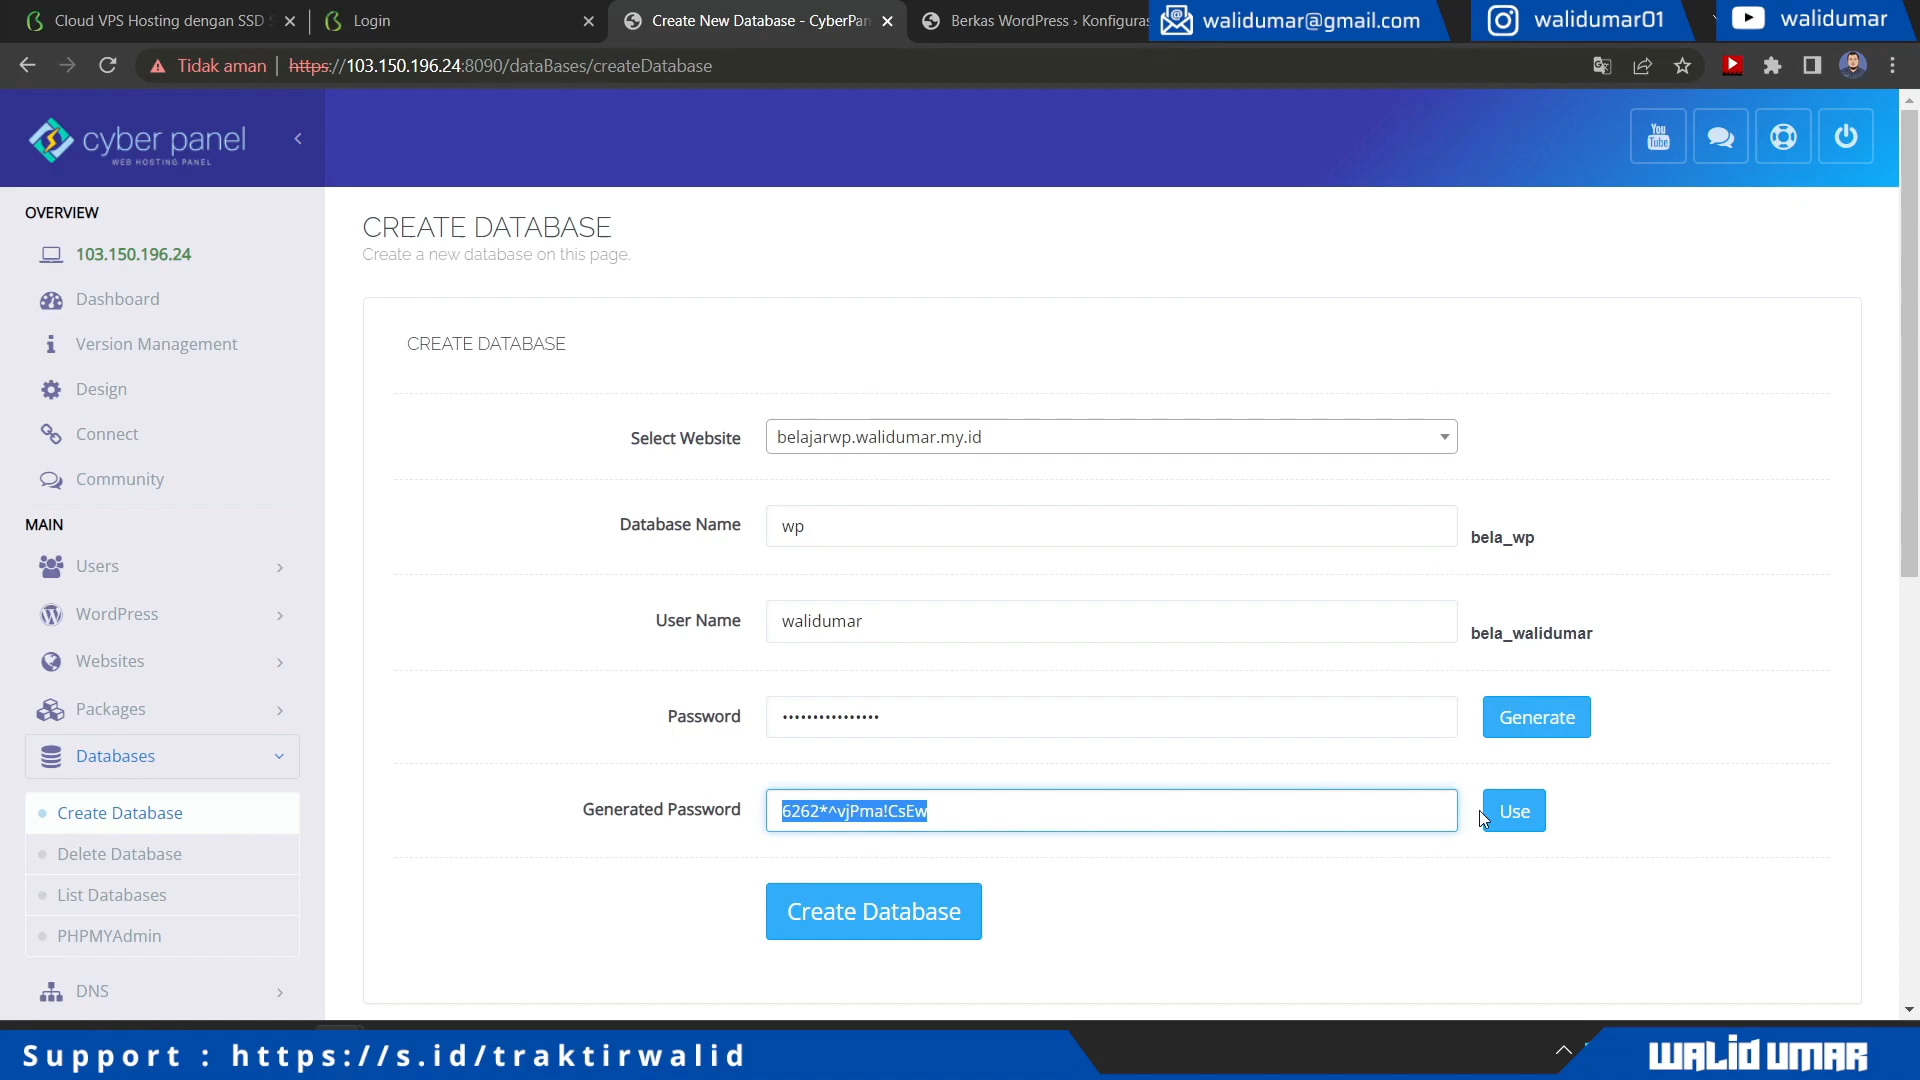 Cloud VPS Hosting dengan SSD
Login
Create New Database - CyberPan
Berkas WordPress › Konfiguras
walidumar@gmail.com
walidumar01
walidumar
Tidak aman
https://103.150.196.24:8090/dataBases/createDatabase
cyber panel
WEB HOSTING PANEL
You
Tube
OVERVIEW
103.150.196.24
Dashboard
Version Management
Design
Connect
Community
MAIN
Users
WordPress
Websites
Packages
Databases
Create Database
Delete Database
List Databases
PHPMYAdmin
DNS
CREATE DATABASE
Create a new database on this page.
CREATE DATABASE
Select Website
belajarwp.walidumar.my.id
Database Name
wp
bela_wp
User Name
walidumar
bela_walidumar
Password
••••••••••••••••
Generate
Generated Password
6262*^vjPma!CsEw
Use
Create Database
Support : https://s.id/traktirwalid
WALID UMAR